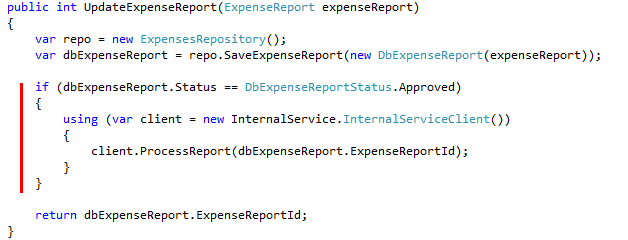 public int UpdateExpenseReport(ExpenseReport expenseReport)
{
    var repo = new ExpensesRepository();
    var dbExpenseReport = repo.SaveExpenseReport(new DbExpenseReport(expenseReport));
    if (dbExpenseReport.Status == DbExpenseReportStatus.Approved)
    {
        using (var client = new InternalService.InternalServiceClient())
        {
            client.ProcessReport(dbExpenseReport.ExpenseReportId);
        }
    }
    return dbExpenseReport.ExpenseReportId;
}